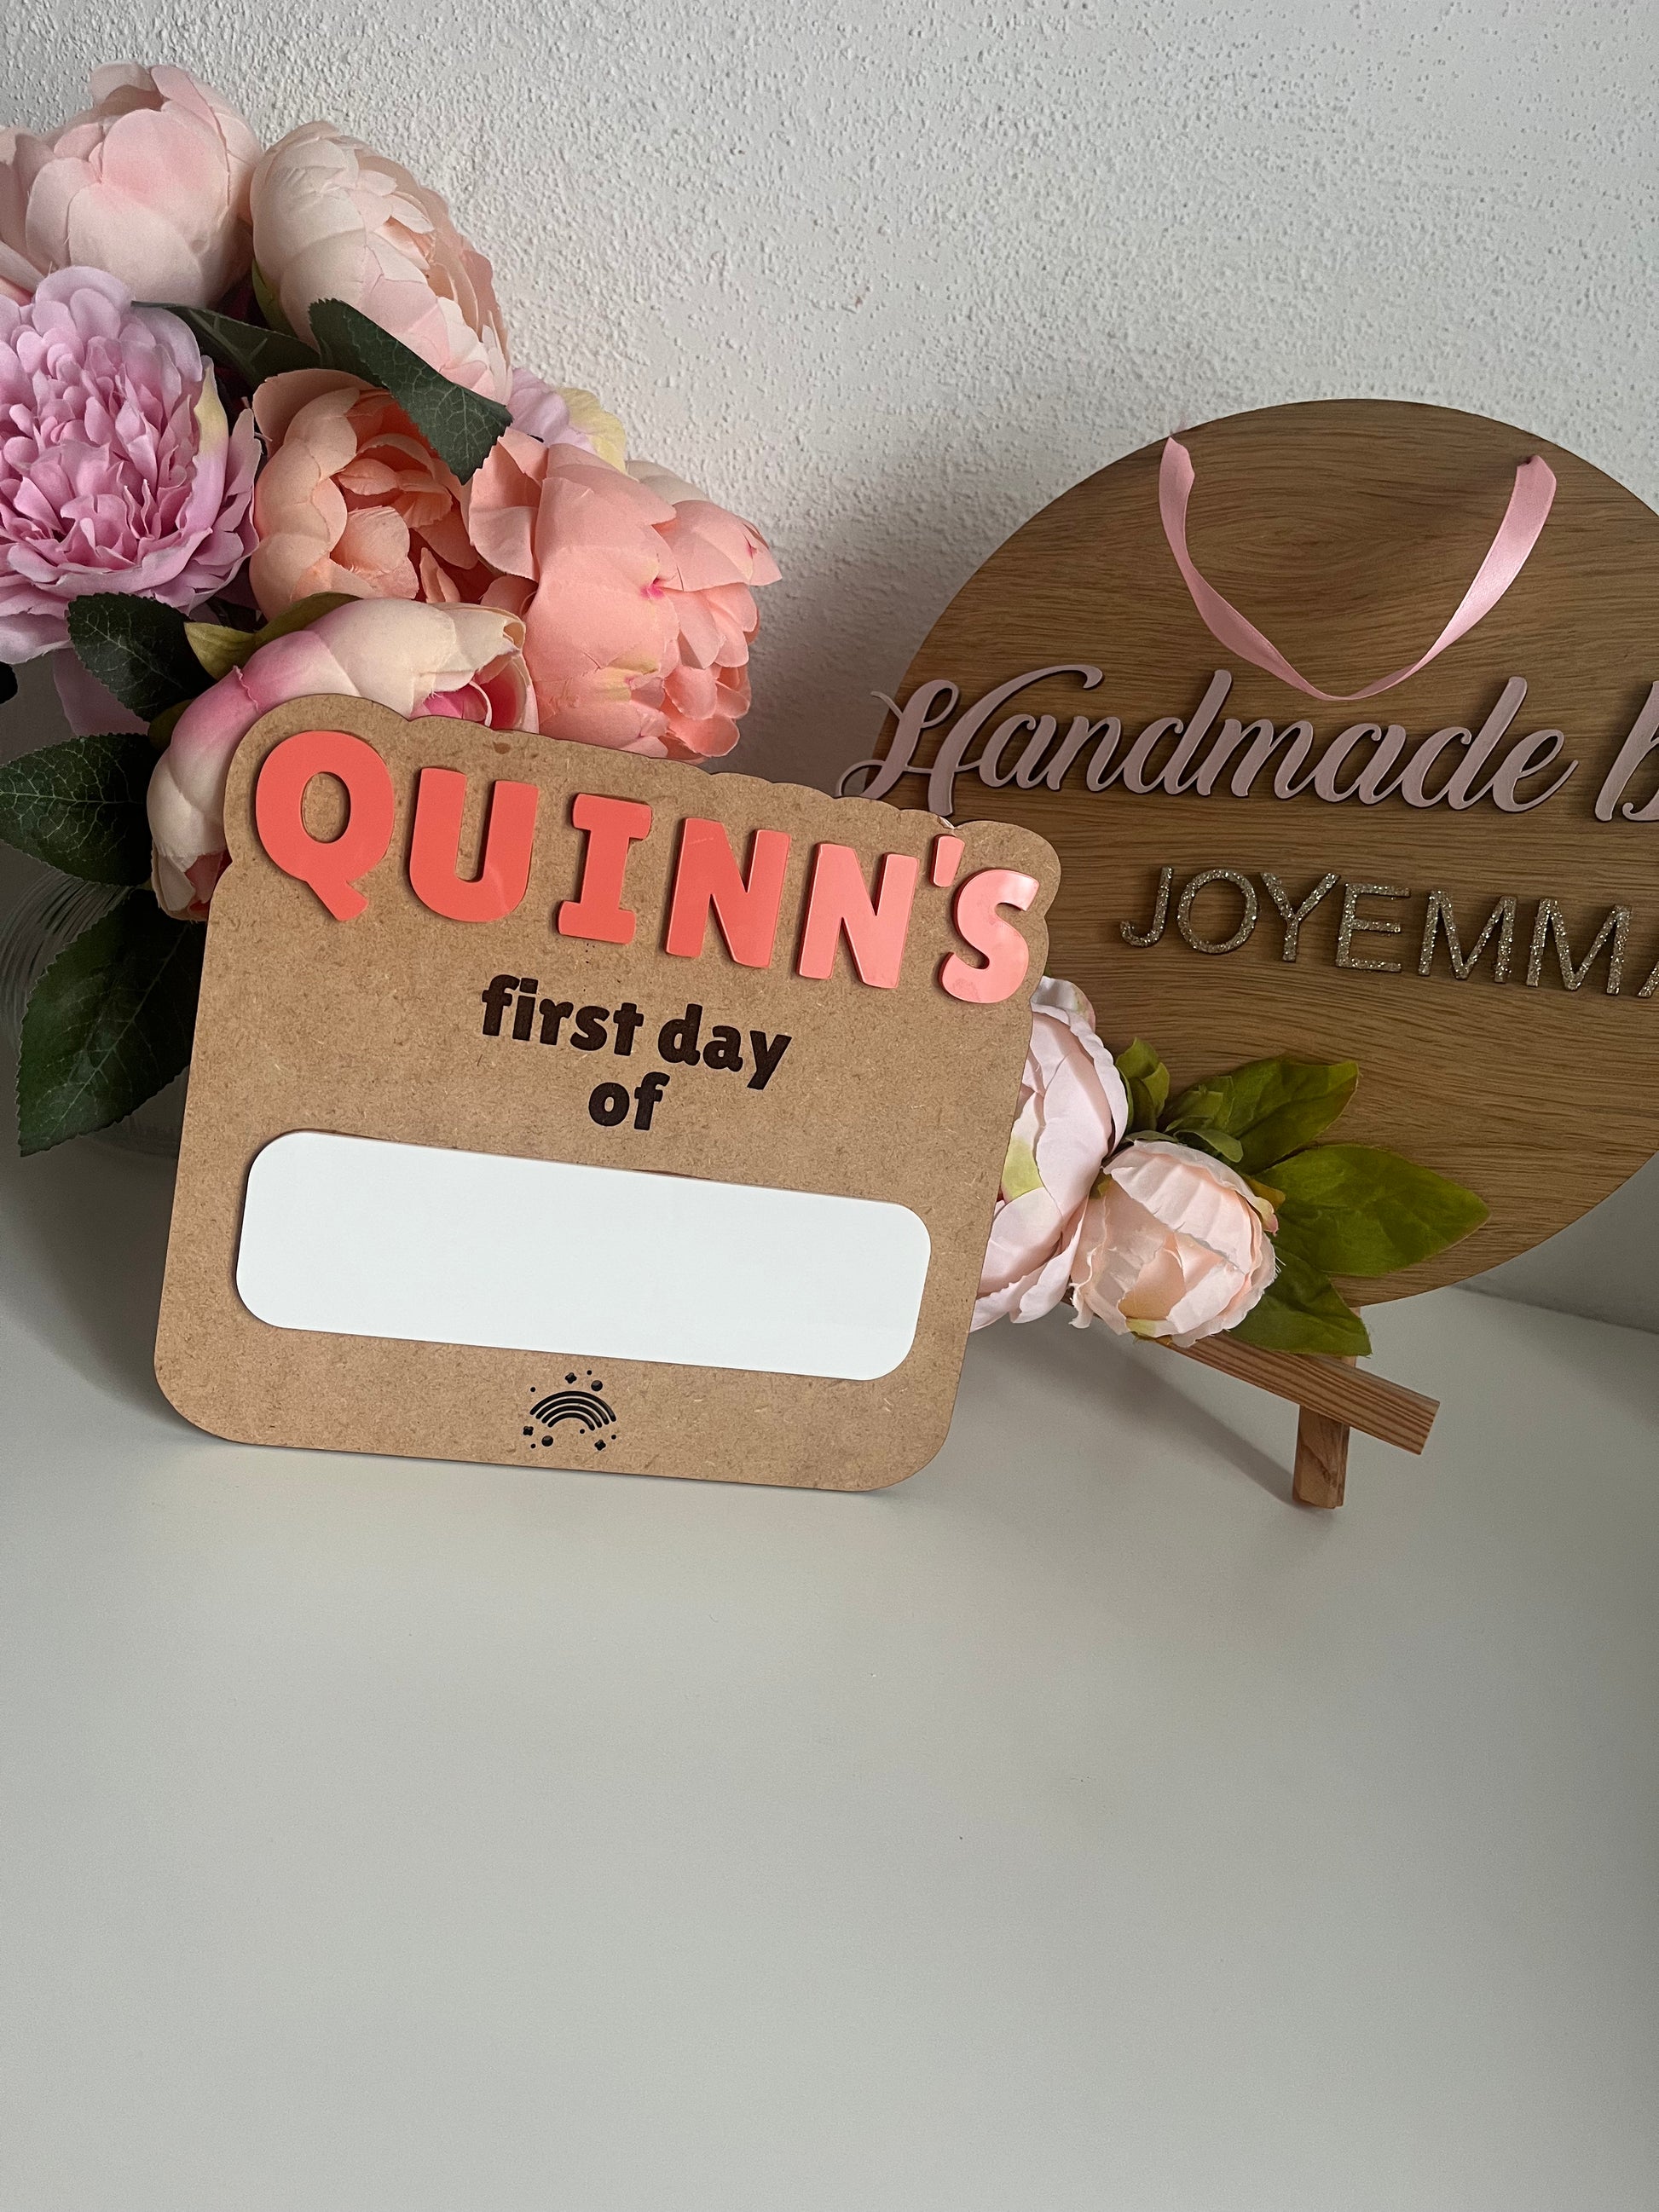 QUINN'S
first day
of
Handmade
JOYEMMA